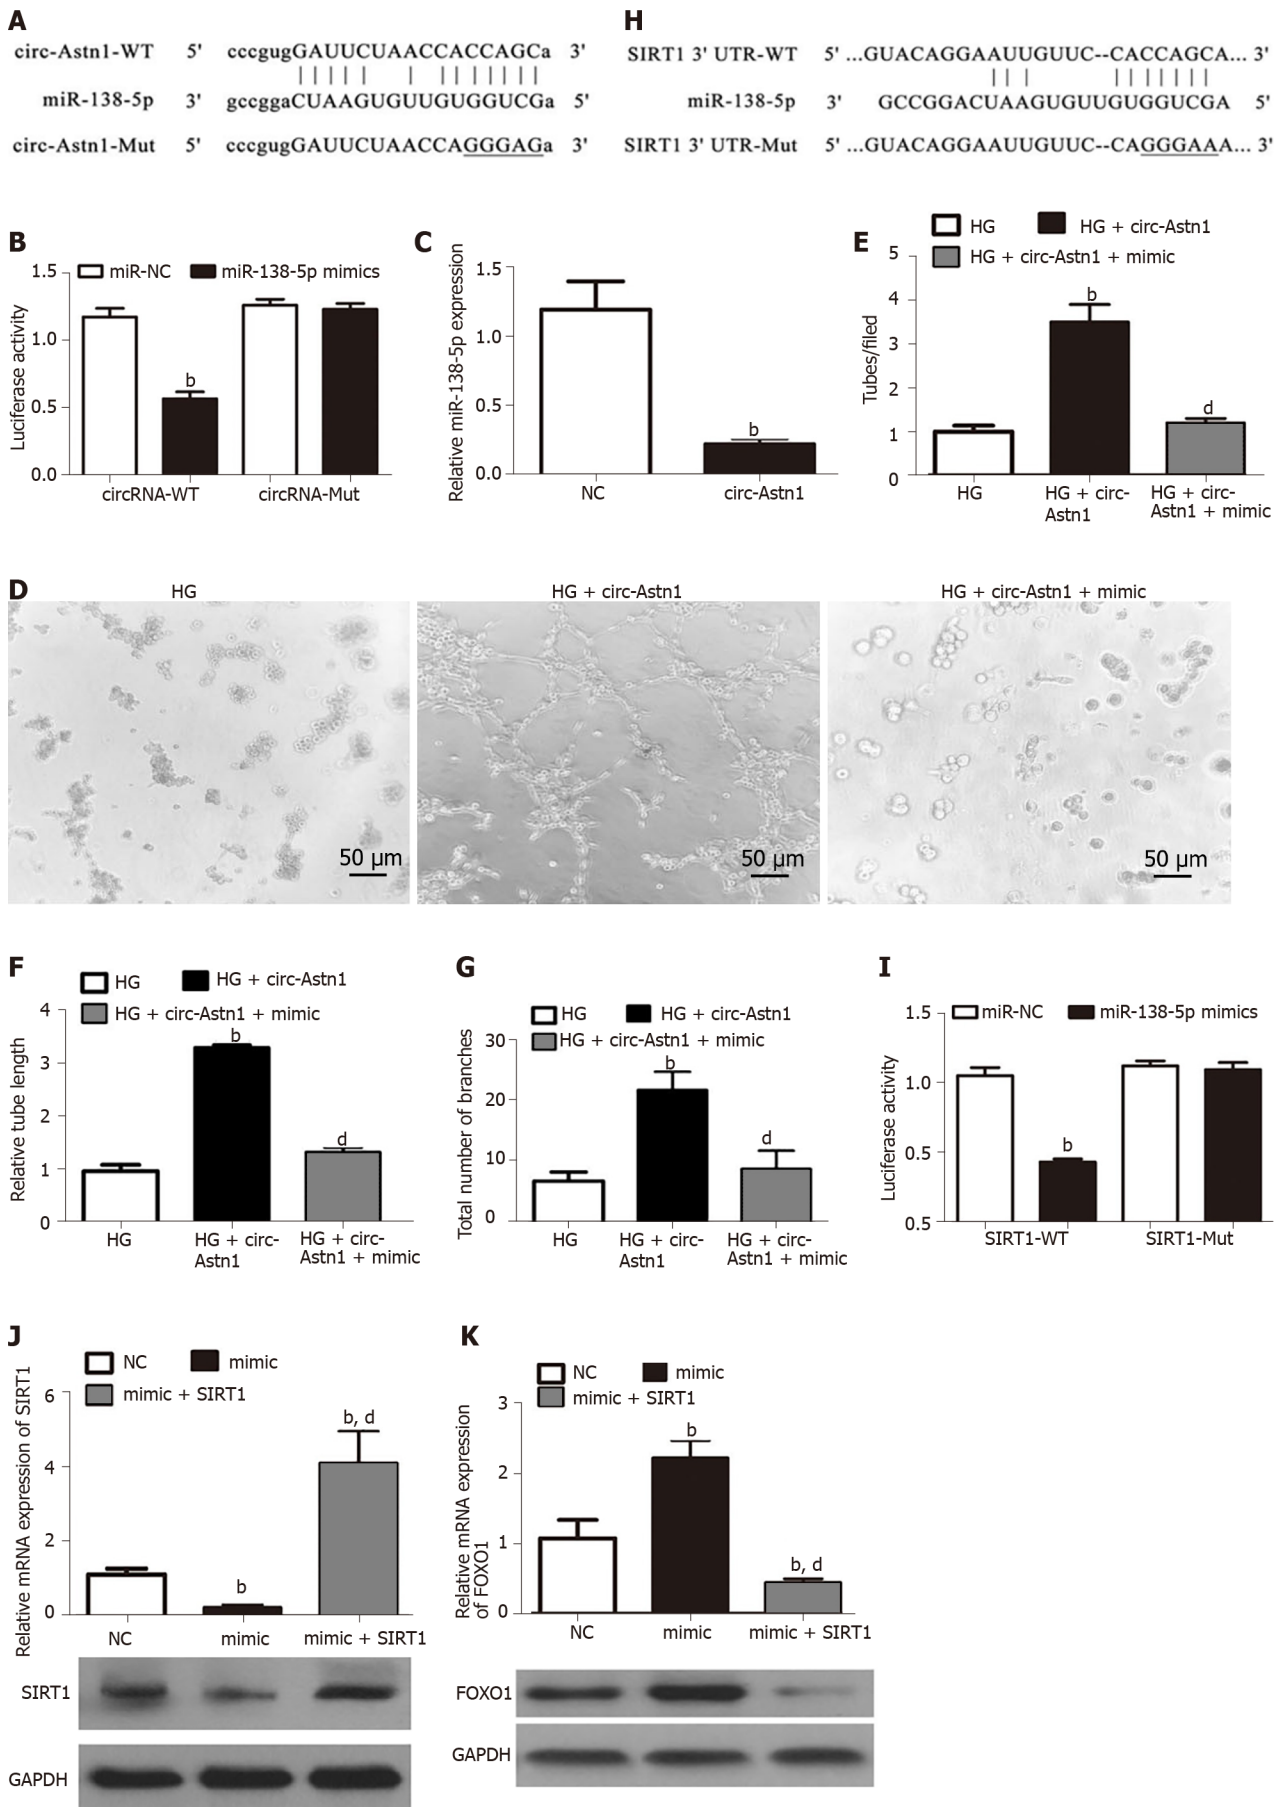 A
circ-Astn1-WT 5' cccgugGAUUCUAACCACCAGCa 3'
miR-138-5p 3' gccggaCUAAGUGUUGUGGUCGa 5'
circ-Astn1-Mut 5' cccgugGAUUCUAACCAGGGAGa 3'
H
SIRT1 3' UTR-WT 5' ...GUACAGGAAUUGUUC--CACCAGCA... 3'
miR-138-5p 3' GCCGGACUAAGUGUUGUGGUCGA 5'
SIRT1 3' UTR-Mut 5' ...GUACAGGAAUUGUUC--CAGGGAAA... 3'
B
miR-NC miR-138-5p mimics
Luciferase activity
1.5
1.0
0.5
0.0
b
circRNA-WT circRNA-Mut
C
Relative miR-138-5p expression
1.5
1.0
0.5
0.0
b
NC circ-Astn1
E
HG HG + circ-Astn1
HG + circ-Astn1 + mimic
Tubes/filed
5
4
3
2
1
0
b
d
HG HG + circ- HG + circ-
Astn1 Astn1 + mimic
D
HG HG + circ-Astn1 HG + circ-Astn1 + mimic
50 μm 50 μm 50 μm
F
HG HG + circ-Astn1
HG + circ-Astn1 + mimic
Relative tube length
4
3
2
1
0
b
d
HG HG + circ- HG + circ-
Astn1 Astn1 + mimic
G
HG HG + circ-Astn1
HG + circ-Astn1 + mimic
Total number of branches
30
20
10
0
b
d
HG HG + circ- HG + circ-
Astn1 Astn1 + mimic
I
miR-NC miR-138-5p mimics
Luciferase activity
1.5
1.0
0.5
0.5
b
SIRT1-WT SIRT1-Mut
J
NC mimic
mimic + SIRT1
Relative mRNA expression of SIRT1
6
4
2
0
b
b, d
NC mimic mimic + SIRT1
SIRT1
GAPDH
K
NC mimic
mimic + SIRT1
Relative mRNA expression
of FOXO1
3
2
1
0
b
b, d
NC mimic mimic + SIRT1
FOXO1
GAPDH